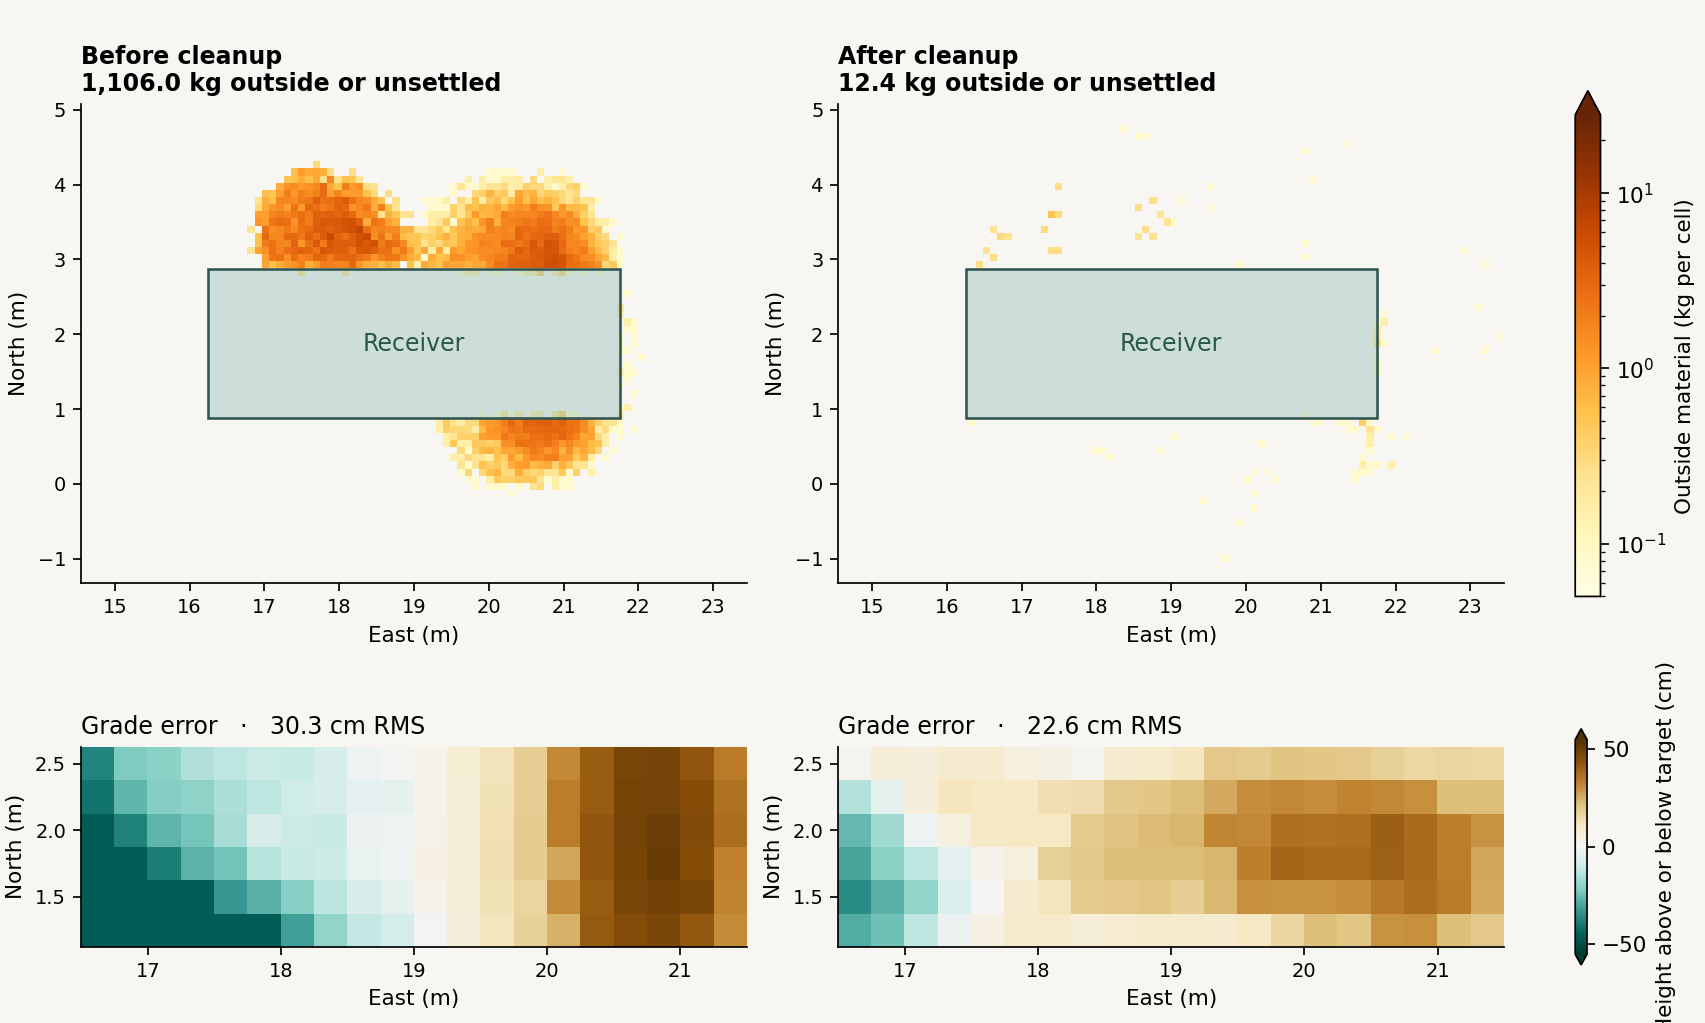 Before cleanup
1,106.0 kg outside or unsettled
After cleanup
12.4 kg outside or unsettled
5
4
3
2
1
0
−1
North (m)
Receiver
15 16 17 18 19 20 21 22 23
East (m)
5
4
3
2
1
0
−1
North (m)
Receiver
15 16 17 18 19 20 21 22 23
East (m)
10¹
10⁰
10⁻¹
Outside material (kg per cell)
Grade error · 30.3 cm RMS
2.5
2.0
1.5
North (m)
17 18 19 20 21
East (m)
Grade error · 22.6 cm RMS
2.5
2.0
1.5
North (m)
17 18 19 20 21
East (m)
50
0
−50
above or below target (cm)